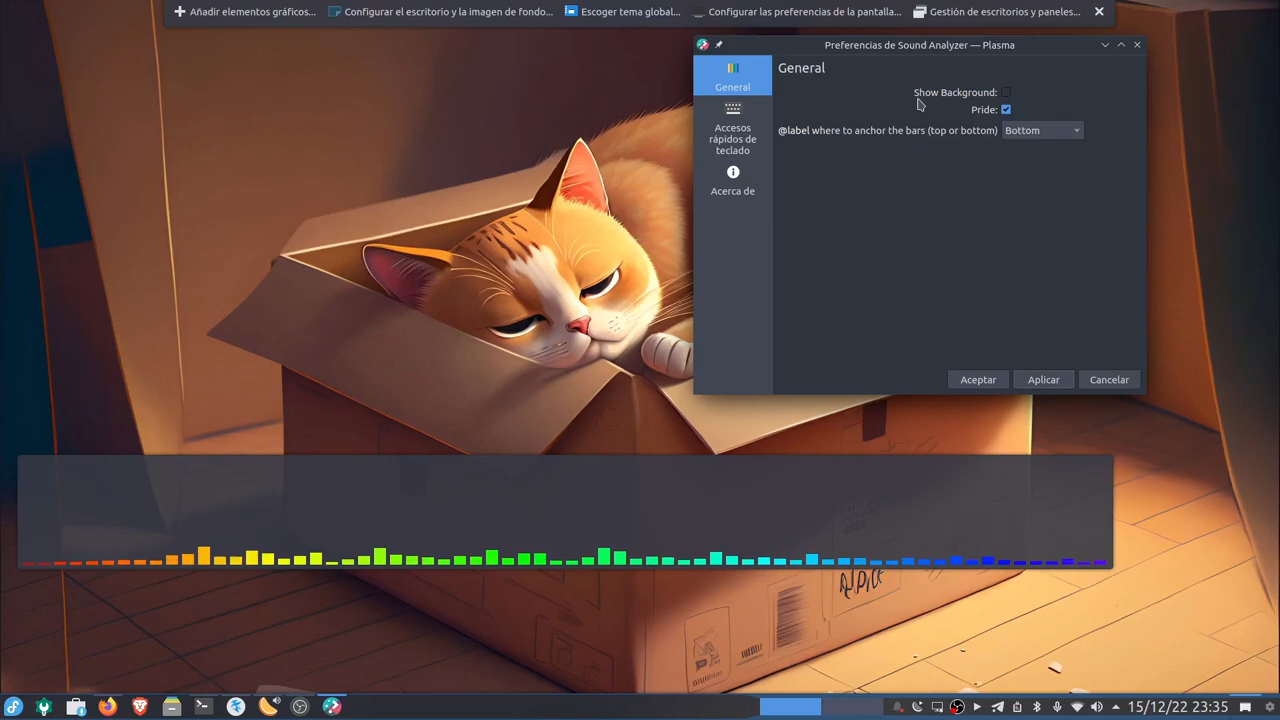 Añadir elementos gráficos...
Configurar el escritorio y la imagen de fondo...
Escoger tema global...
Configurar las preferencias de la pantalla...
Gestión de escritorios y paneles...
Preferencias de Sound Analyzer — Plasma
General
General
Show Background:
Pride:
@label where to anchor the bars (top or bottom)
Bottom
Accesos
rápidos de
teclado
Acerca de
Aceptar
Aplicar
Cancelar
15/12/22 23:35